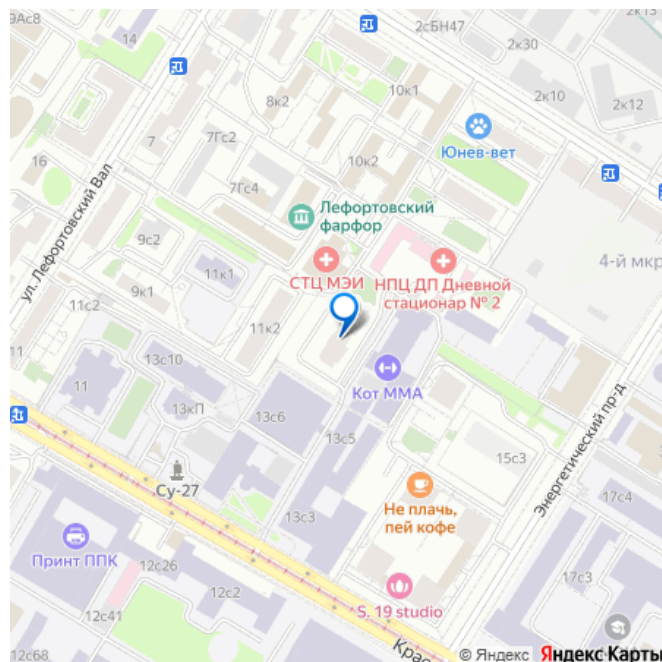 9Ас8
2сБН47
2к13
2к30
2к10
2к12
10к1
8к2
7
7Гс2
Юнев-вет
16
7Гс4
10к2
ул. Лефортовский Вал
Лефортовский
фарфор
9с2
4-й мкр
11к1
СТЦ МЭИ
НПЦ ДП Дневной
стационар № 2
9к1
11с2
11к2
11
13с10
Кот ММА
11
13кП
13с6
13с5
15с3
Энергетический пр-д
Су-27
17с4
13с3
Не плачь,
пей кофе
Принт ППК
12с26
12с2
17с3
12с41
S. 19 studio
12с68
Крас
© Яндекс Яндекс Карты